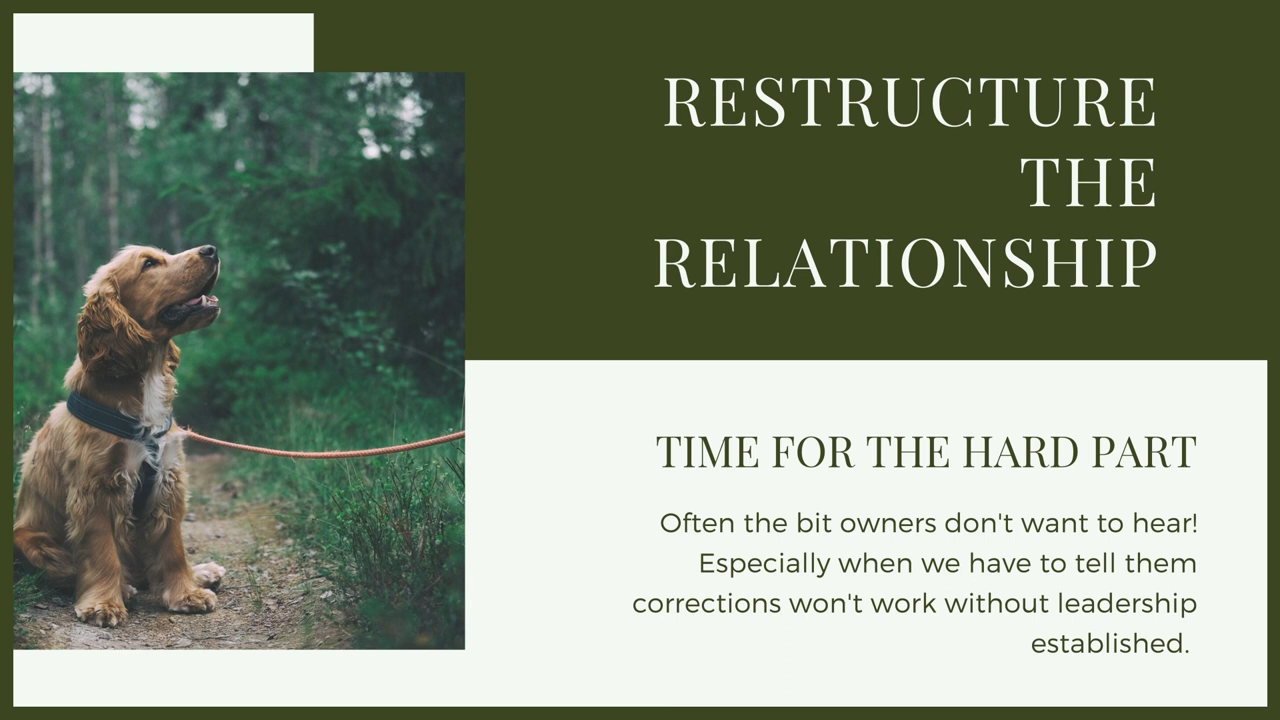 RESTRUCTURE
THE
RELATIONSHIP
TIME FOR THE HARD PART
Often the bit owners don't want to hear!
Especially when we have to tell them
corrections won't work without leadership
established.